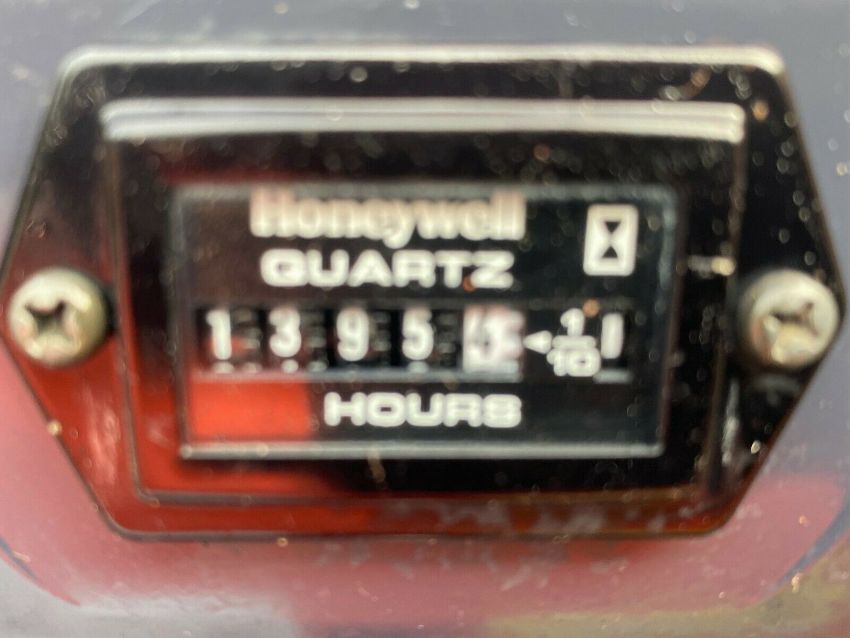 Honeywell
QUARTZ
1 3 9 5 1/10
HOURS